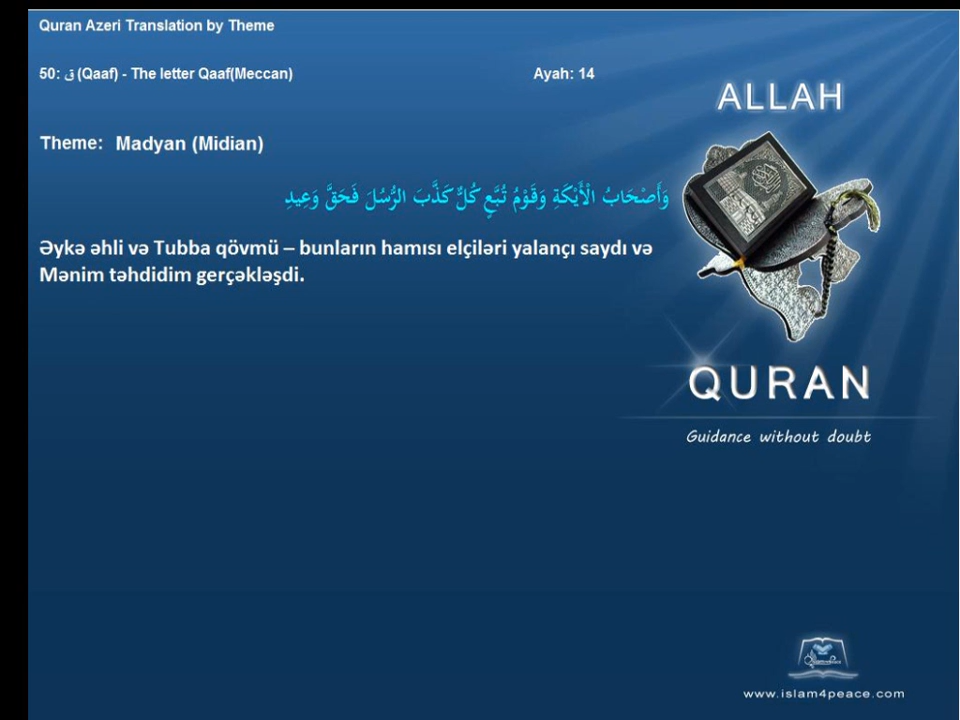 Quran Azeri Translation by Theme
50: ق (Qaaf) - The letter Qaaf(Meccan) Ayah: 14
ALLAH
Theme: Madyan (Midian)
وَأَصْحَابُ الْأَيْكَةِ وَقَوْمُ تُبَّعٍ كُلٌّ كَذَّبَ الرُّسُلَ فَحَقَّ وَعِيدِ
Əykə əhli və Tubba qövmü – bunların hamısı elçiləri yalançı saydı və
Mənim təhdidim gerçəkləşdi.
QURAN
Guidance without doubt
www.islam4peace.com